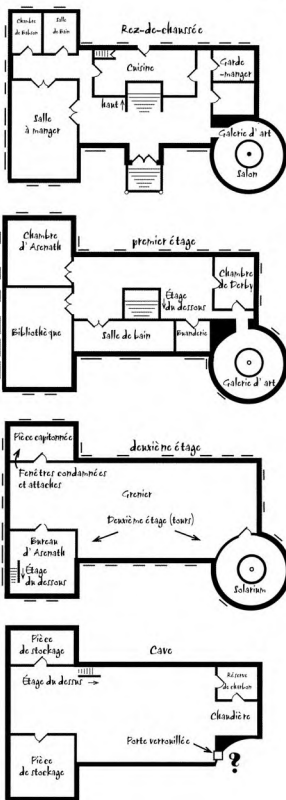 Rez-de-chaussée
Chambre
de Hobson
Salle
de Bain
Cuisine
Garde
-manger
haut
Salle
à manger
Galerie d'art
Salon
premier étage
Chambre
d'Asenath
Chambre
de Derby
Étage
du dessous
Bibliothèque
Salle de bain
Buanderie
Galerie d'art
deuxième étage
Pièce capitonnée
Fenêtres condamnées
et attaches
Grenier
Deuxième étage (tours)
Bureau
d'Asenath
Étage
du dessous
Solarium
Cave
Pièce
de stockage
Étage du dessus
Réserve
de charbon
Chaudière
Porte verrouillée
?
Pièce
de stockage